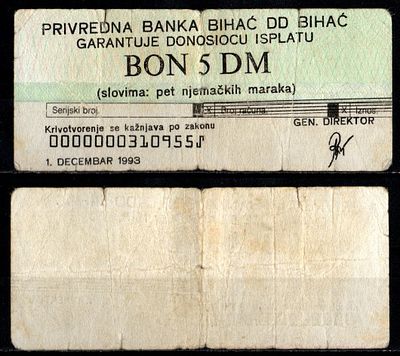 PRIVREDNA BANKA BIHAĆ DD BIHAĆ
GARANTUJE DONOSIOCU ISPLATU
BON 5 DM
(slovima: pet njemačkih maraka)
Serijski broj. X Broj računa X Iznos
Krivotvorenje se kažnjava po zakonu GEN. DIREKTOR
00000000310955
1. DECEMBAR 1993